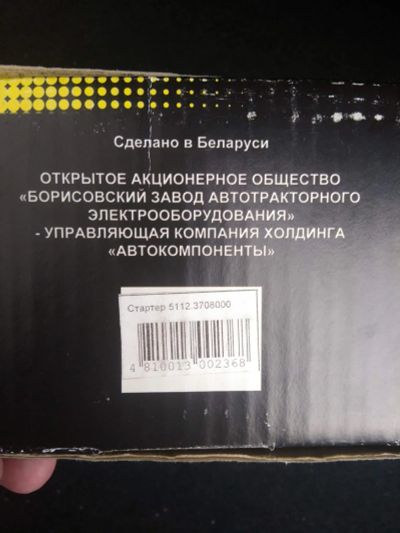 Сделано в Беларуси
ОТКРЫТОЕ АКЦИОНЕРНОЕ ОБЩЕСТВО
«БОРИСОВСКИЙ ЗАВОД АВТОТРАКТОРНОГО
ЭЛЕКТРООБОРУДОВАНИЯ»
- УПРАВЛЯЮЩАЯ КОМПАНИЯ ХОЛДИНГА
«АВТОКОМПОНЕНТЫ»
Стартер 5112.3708000
4 810013 002368